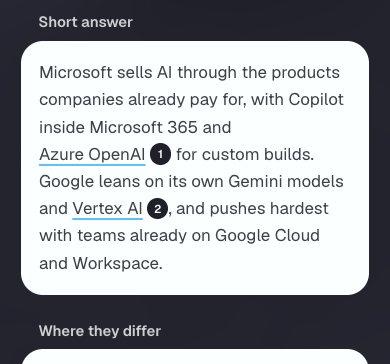 Short answer
Microsoft sells AI through the products
companies already pay for, with Copilot
inside Microsoft 365 and
Azure OpenAI 1 for custom builds.
Google leans on its own Gemini models
and Vertex AI 2, and pushes hardest
with teams already on Google Cloud
and Workspace.
Where they differ